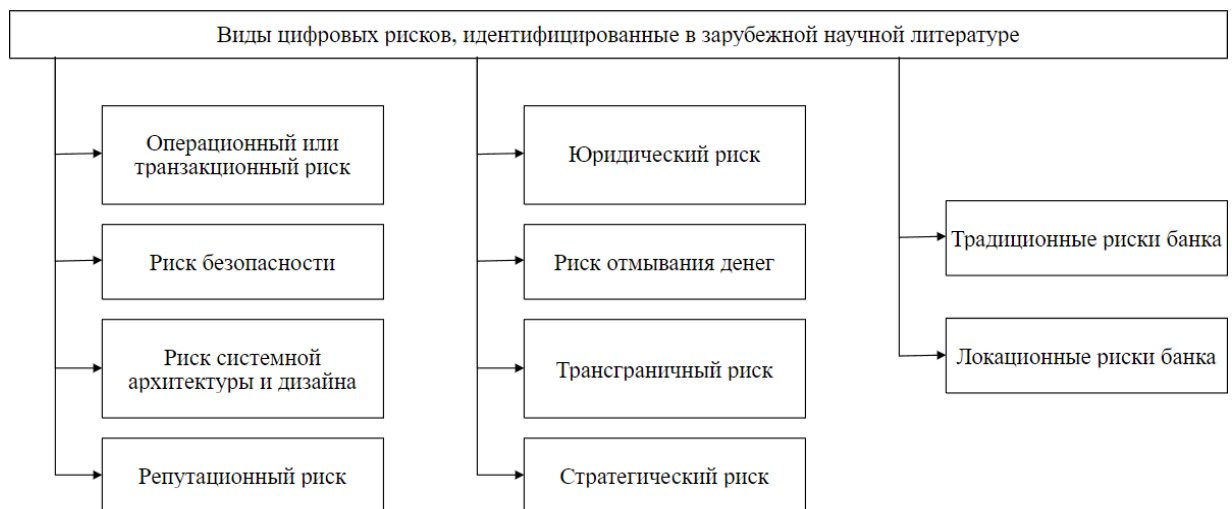 Виды цифровых рисков, идентифицированные в зарубежной научной литературе
Операционный или
транзакционный риск
Риск безопасности
Риск системной
архитектуры и дизайна
Репутационный риск
Юридический риск
Риск отмывания денег
Трансграничный риск
Стратегический риск
Традиционные риски банка
Локационные риски банка